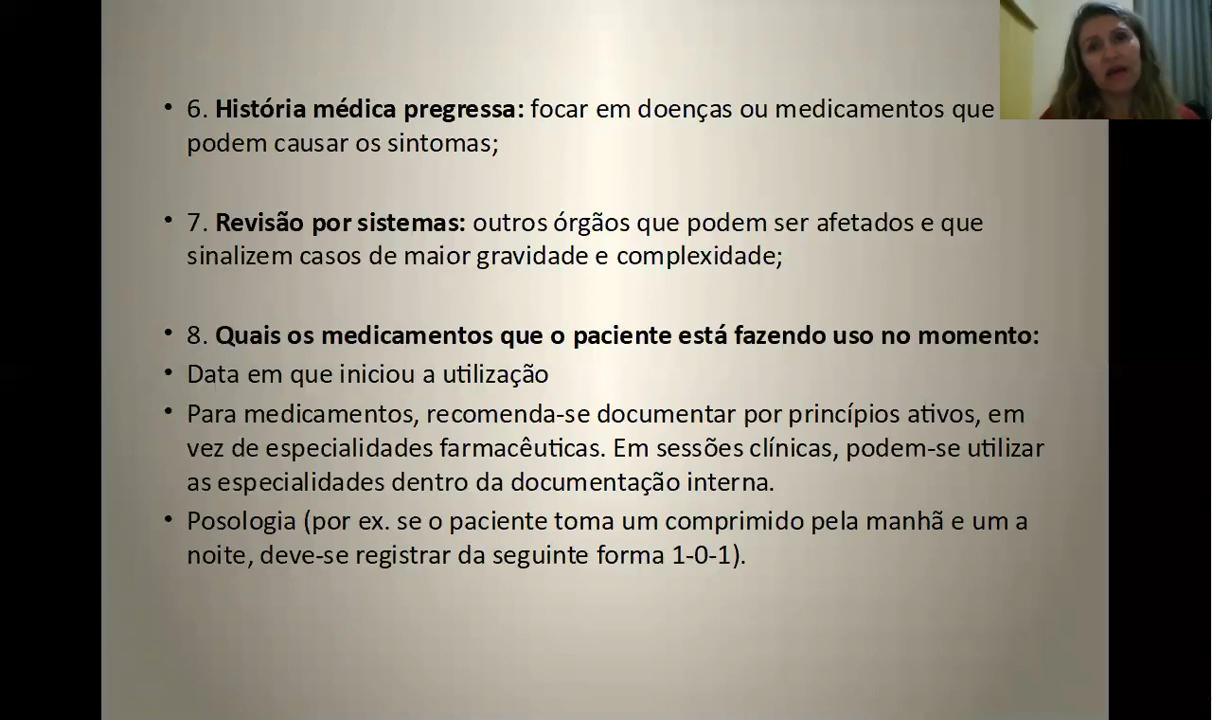 • 6. História médica pregressa: focar em doenças ou medicamentos que
podem causar os sintomas;
• 7. Revisão por sistemas: outros órgãos que podem ser afetados e que
sinalizem casos de maior gravidade e complexidade;
• 8. Quais os medicamentos que o paciente está fazendo uso no momento:
• Data em que iniciou a utilização
• Para medicamentos, recomenda-se documentar por princípios ativos, em
vez de especialidades farmacêuticas. Em sessões clínicas, podem-se utilizar
as especialidades dentro da documentação interna.
• Posologia (por ex. se o paciente toma um comprimido pela manhã e um a
noite, deve-se registrar da seguinte forma 1-0-1).